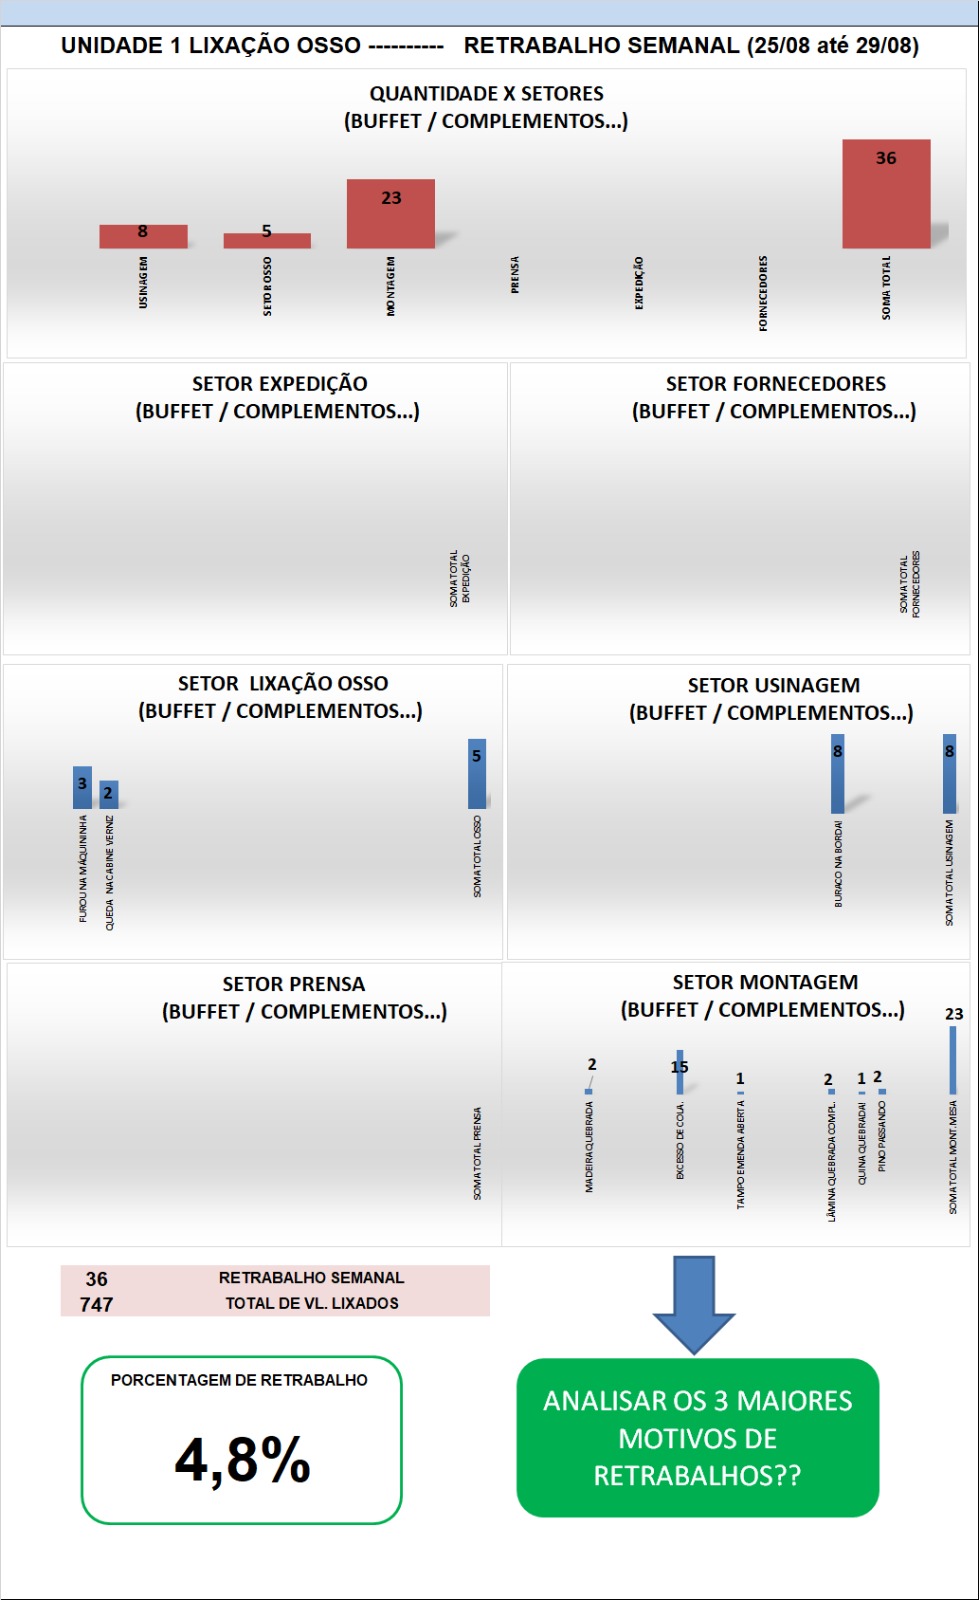 UNIDADE 1 LIXAÇÃO OSSO ---------- RETRABALHO SEMANAL (25/08 até 29/08)
QUANTIDADE X SETORES
(BUFFET / COMPLEMENTOS...)
8
5
23
36
USINAGEM
SETOR OSSO
MONTAGEM
PRENSA
EXPEDIÇÃO
FORNECEDORES
SOMA TOTAL
SETOR EXPEDIÇÃO
(BUFFET / COMPLEMENTOS...)
SOMA TOTAL
EXPEDIÇÃO
SETOR FORNECEDORES
(BUFFET / COMPLEMENTOS...)
SOMA TOTAL
FORNECEDORES
SETOR LIXAÇÃO OSSO
(BUFFET / COMPLEMENTOS...)
3
2
5
FUROU NA MÁQUININHA
QUEDA NA CABINE VERNIZ
SOMA TOTAL OSSO
SETOR USINAGEM
(BUFFET / COMPLEMENTOS...)
8
8
BURACO NA BORDA!
SOMA TOTAL USINAGEM
SETOR PRENSA
(BUFFET / COMPLEMENTOS...)
SOMA TOTAL PRENSA
SETOR MONTAGEM
(BUFFET / COMPLEMENTOS...)
2
15
1
2
1
2
23
MADEIRA QUEBRADA
EXCESSO DE COLA.
TAMPO EMENDA ABERTA
LÂMINA QUEBRADA COMPL.
QUINA QUEBRADA!
PINO PASSANDO
SOMA TOTAL MONT.MESA
36 RETRABALHO SEMANAL
747 TOTAL DE VL. LIXADOS
PORCENTAGEM DE RETRABALHO
4,8%
ANALISAR OS 3 MAIORES
MOTIVOS DE
RETRABALHOS??